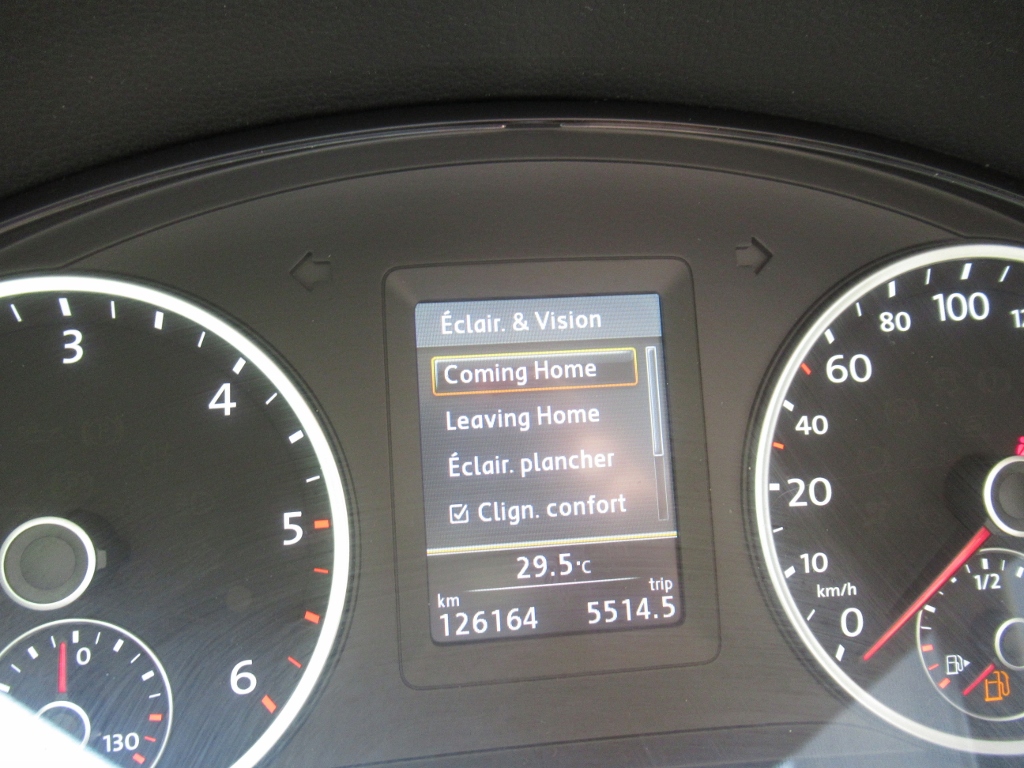 3
4
5
6
0
130
Éclair. & Vision
Coming Home
Leaving Home
Éclair. plancher
Clign. confort
29.5°C
km trip
126164 5514.5
100
80
60
40
20
10
km/h
0
1/2